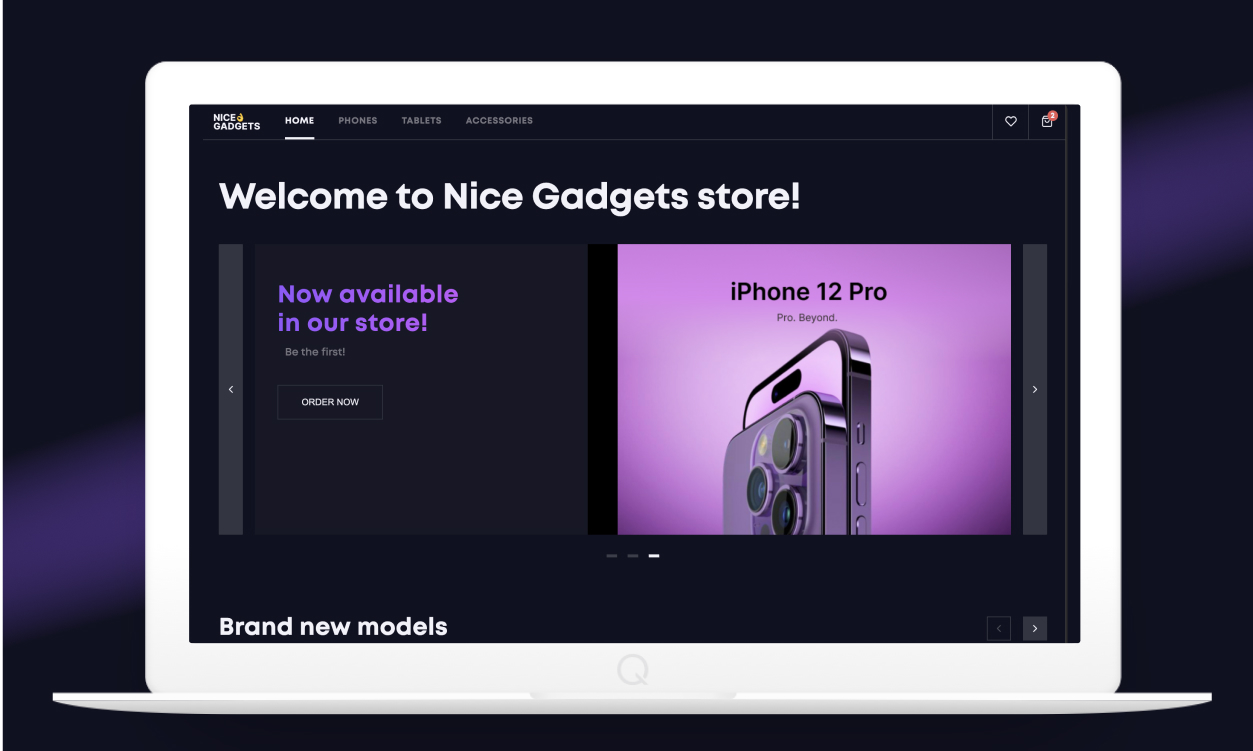 NICE
GADGETS
HOME
PHONES
TABLETS
ACCESSORIES
2
Welcome to Nice Gadgets store!
Now available
in our store!
Be the first!
ORDER NOW
iPhone 12 Pro
Pro. Beyond.
Brand new models